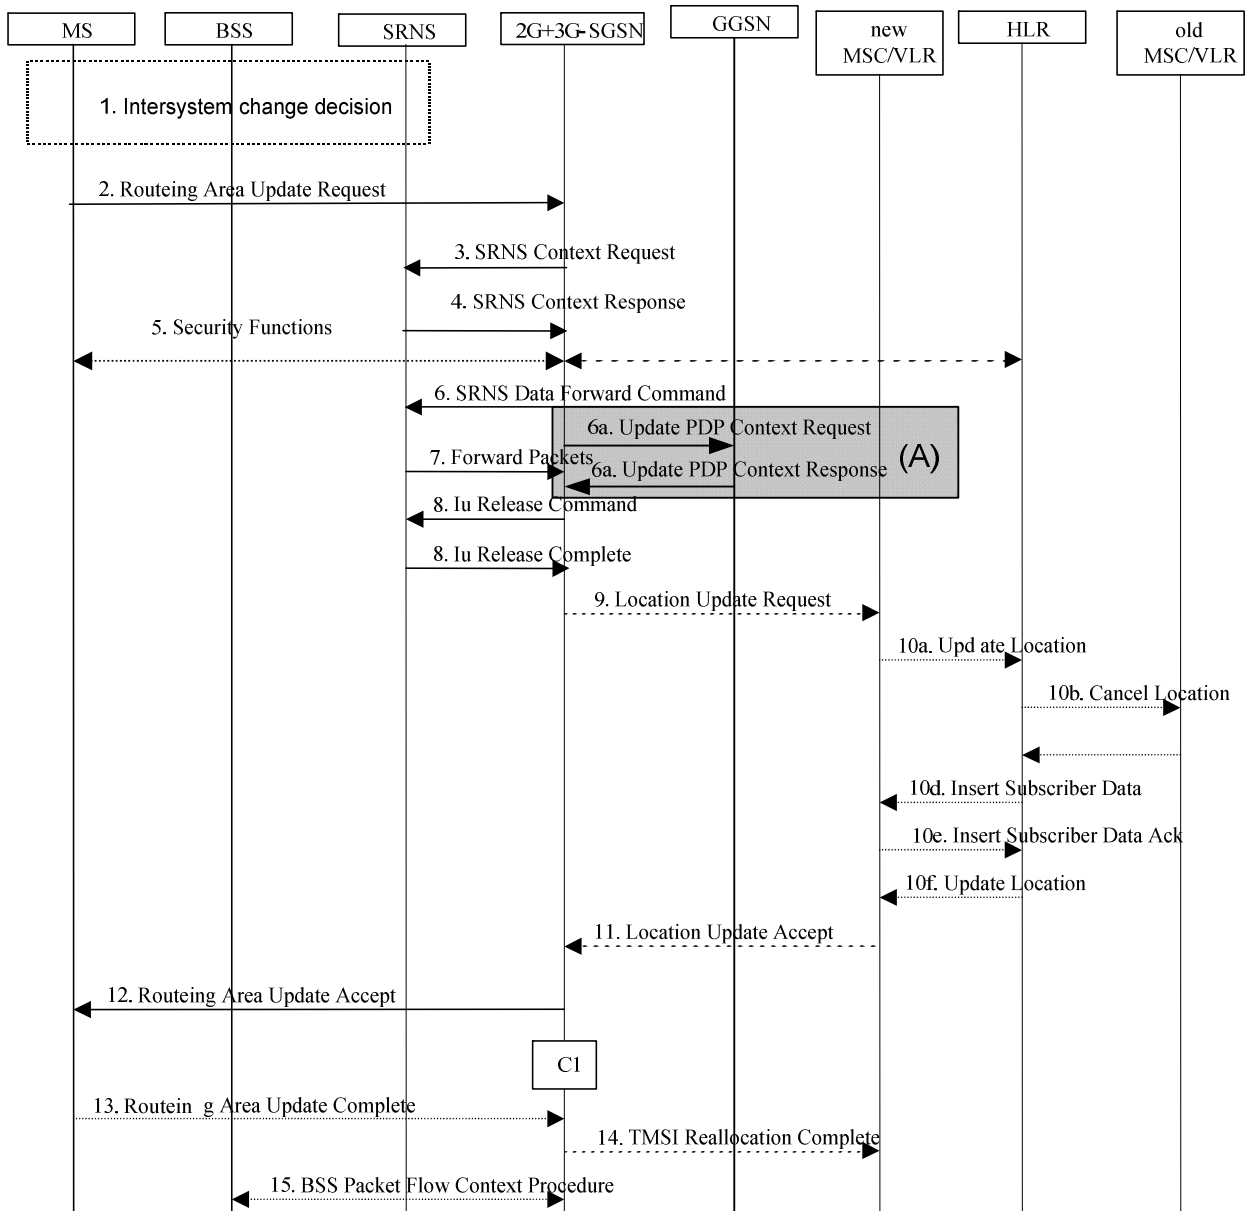 MS
BSS
SRNS
2G+3G-SGSN
GGSN
new
MSC/VLR
HLR
old
MSC/VLR
1. Intersystem change decision
2. Routeing Area Update Request
3. SRNS Context Request
4. SRNS Context Response
5. Security Functions
6. SRNS Data Forward Command
6a. Update PDP Context Request
(A)
7. Forward Packets
6a. Update PDP Context Response
8. Iu Release Command
8. Iu Release Complete
9. Location Update Request
10a. Upd ate Location
10b. Cancel Location
10d. Insert Subscriber Data
10e. Insert Subscriber Data Ack
10f. Update Location
11. Location Update Accept
12. Routeing Area Update Accept
C1
13. Routein g Area Update Complete
14. TMSI Reallocation Complete
15. BSS Packet Flow Context Procedure